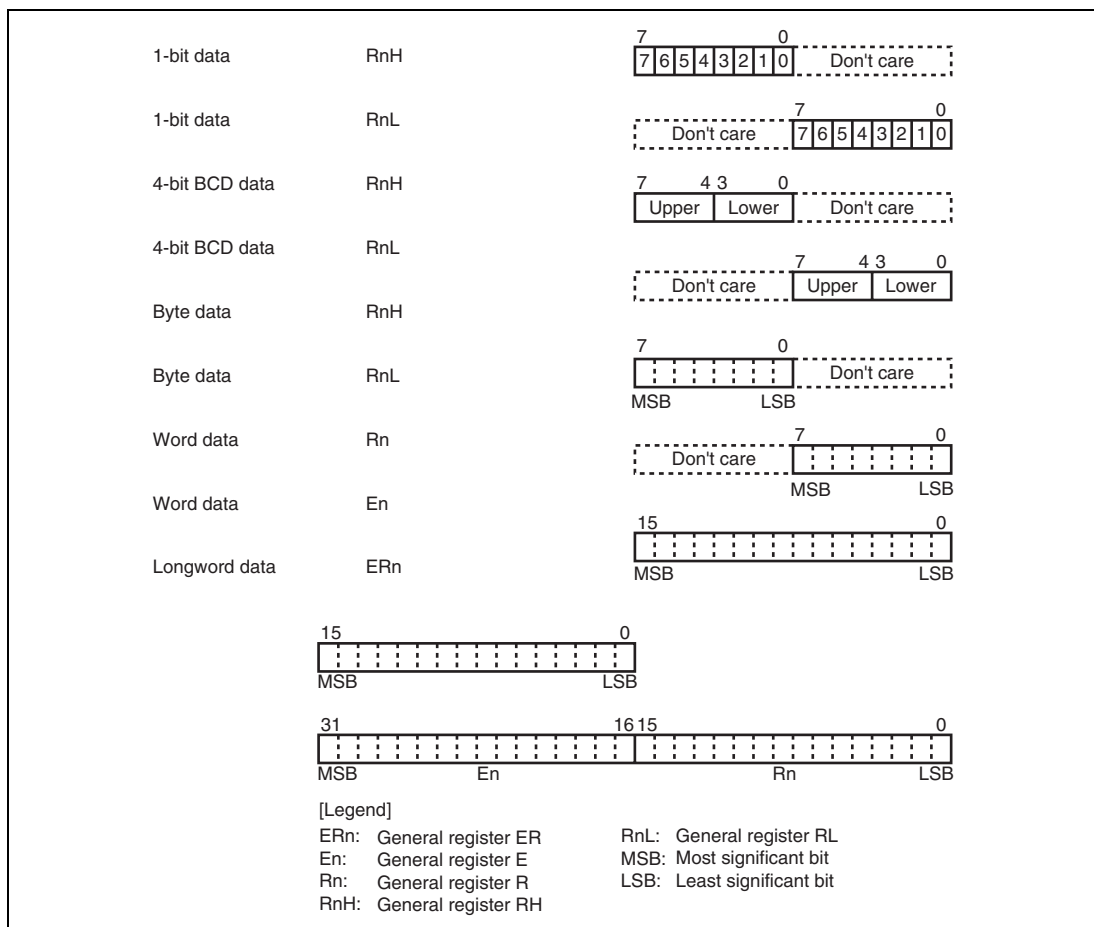 7 0
1-bit data RnH 7 6 5 4 3 2 1 0 Don't care
7 0
1-bit data RnL Don't care 7 6 5 4 3 2 1 0
4-bit BCD data RnH 7 4 3 0
Upper Lower Don't care
4-bit BCD data RnL 7 4 3 0
Don't care Upper Lower
Byte data RnH
7 0
Byte data RnL Don't care
MSB LSB
Word data Rn 7 0
Don't care
MSB LSB
Word data En
15 0
Longword data ERn MSB LSB
15 0
MSB LSB
31 16 15 0
MSB En Rn LSB
[Legend]
ERn: General register ER RnL: General register RL
En: General register E MSB: Most significant bit
Rn: General register R LSB: Least significant bit
RnH: General register RH